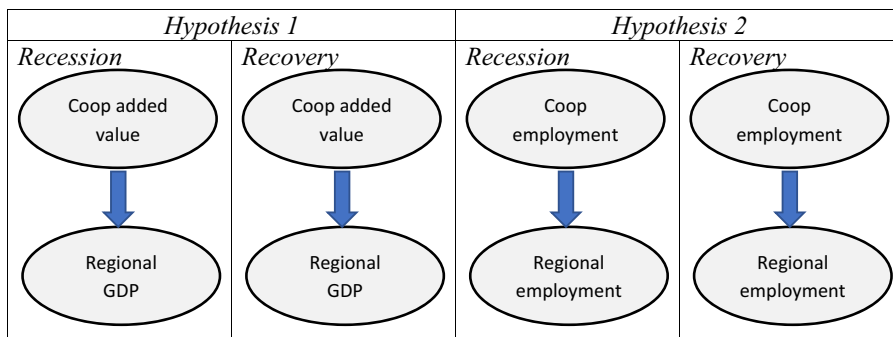 Hypothesis 1
Hypothesis 2
Recession
Recovery
Recession
Recovery
Coop added
value
Coop added
value
Coop
employment
Coop
employment
Regional
GDP
Regional
GDP
Regional
employment
Regional
employment